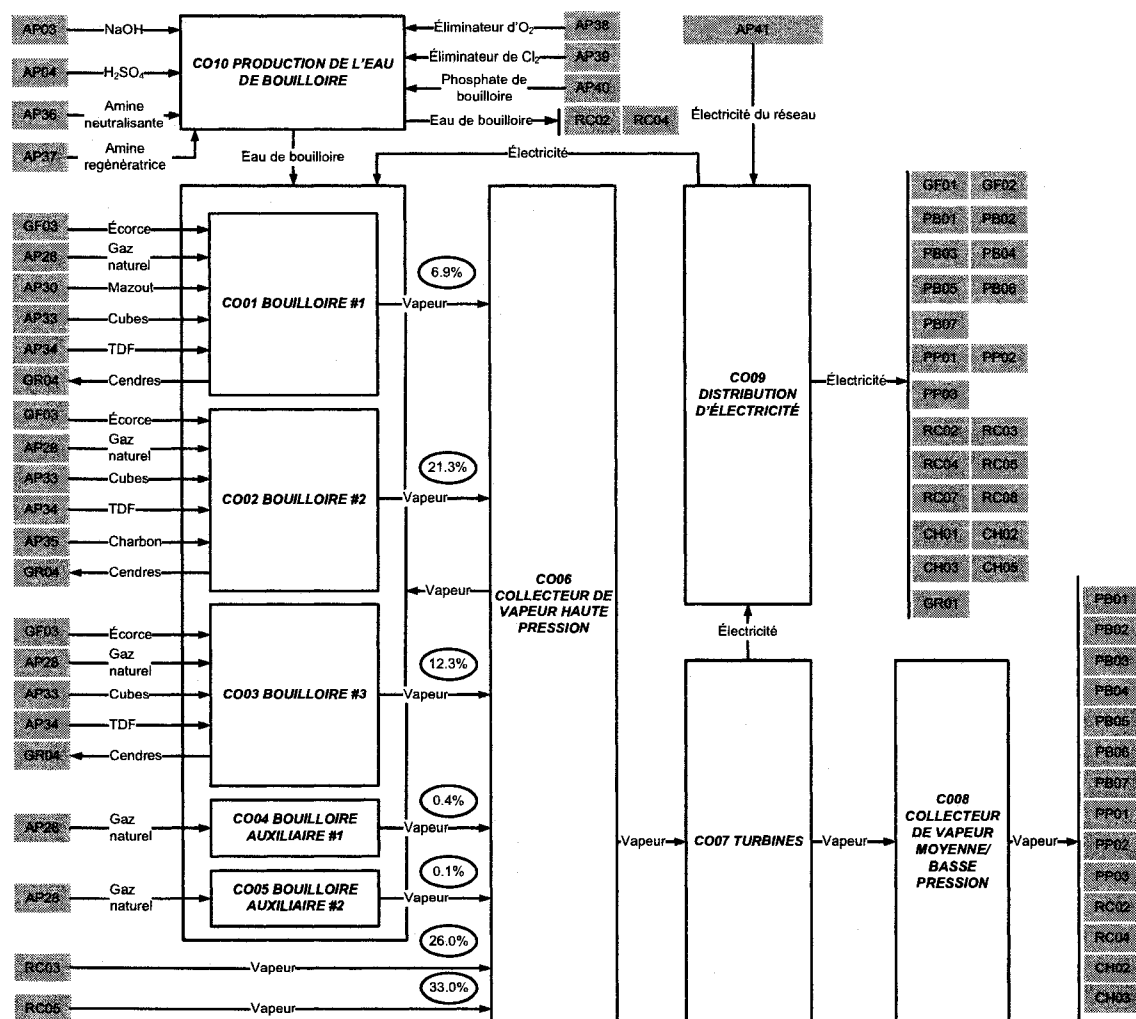 AP03
NaOH
AP04
H₂SO₄
AP36
Amine
neutralisante
AP37
Amine
regénératrice
CO10 PRODUCTION DE L'EAU
DE BOUILLOIRE
Éliminateur d'O₂
AP38
Éliminateur de Cl₂
AP39
Phosphate de
bouilloire
AP40
Eau de bouilloire
RC02 RC04
AP41
Électricité du réseau
Eau de bouilloire
Électricité
GF03
Écorce
AP28
Gaz
naturel
AP30
Mazout
AP33
Cubes
AP34
TDF
GR04
Cendres
CO01 BOUILLOIRE #1
6.9%
Vapeur
GF03
Écorce
AP28
Gaz
naturel
AP33
Cubes
AP34
TDF
AP35
Charbon
GR04
Cendres
CO02 BOUILLOIRE #2
21.3%
Vapeur
Vapeur
GF03
Écorce
AP28
Gaz
naturel
AP33
Cubes
AP34
TDF
GR04
Cendres
CO03 BOUILLOIRE #3
12.3%
Vapeur
AP28
Gaz
naturel
CO04 BOUILLOIRE
AUXILIAIRE #1
0.4%
Vapeur
AP28
Gaz
naturel
CO05 BOUILLOIRE
AUXILIAIRE #2
0.1%
Vapeur
26.0%
RC03
Vapeur
33.0%
RC05
Vapeur
CO06
COLLECTEUR DE
VAPEUR HAUTE
PRESSION
Vapeur
CO07 TURBINES
Électricité
CO09
DISTRIBUTION
D'ÉLECTRICITÉ
Électricité
GF01 GF02
PB01 PB02
PB03 PB04
PB05 PB06
PB07
PP01 PP02
PP03
RC02 RC03
RC04 RC05
RC07 RC08
CH01 CH02
CH03 CH05
GR01
Vapeur
C008
COLLECTEUR
DE VAPEUR
MOYENNE/
BASSE
PRESSION
Vapeur
PB01
PB02
PB03
PB04
PB05
PB06
PB07
PP01
PP02
PP03
RC02
RC04
CH02
CH03